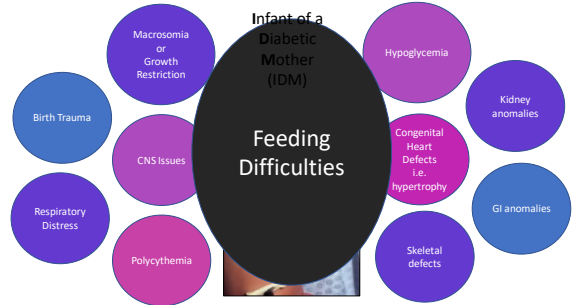 Infant of a
Diabetic
Mother
(IDM)
Feeding
Difficulties
Macrosomia
or
Growth
Restriction
Birth Trauma
CNS Issues
Respiratory
Distress
Polycythemia
Hypoglycemia
Kidney
anomalies
Congenital
Heart
Defects
i.e.
hypertrophy
GI anomalies
Skeletal
defects